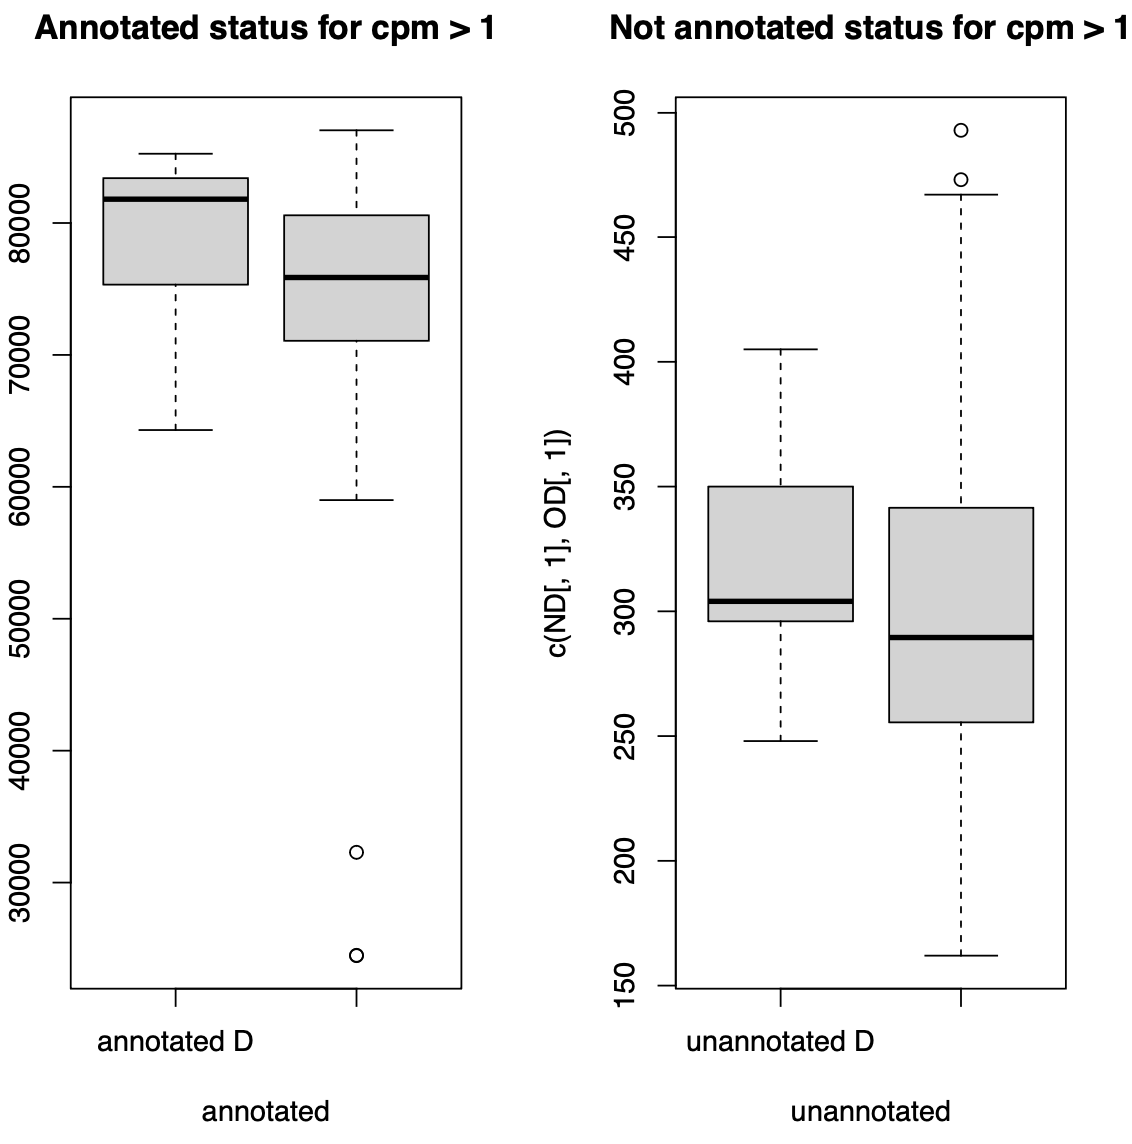 Annotated status for cpm > 1
80000
70000
60000
50000
40000
30000
annotated D
annotated
Not annotated status for cpm > 1
c(ND[, 1], OD[, 1])
500
450
400
350
300
250
200
150
unannotated D
unannotated